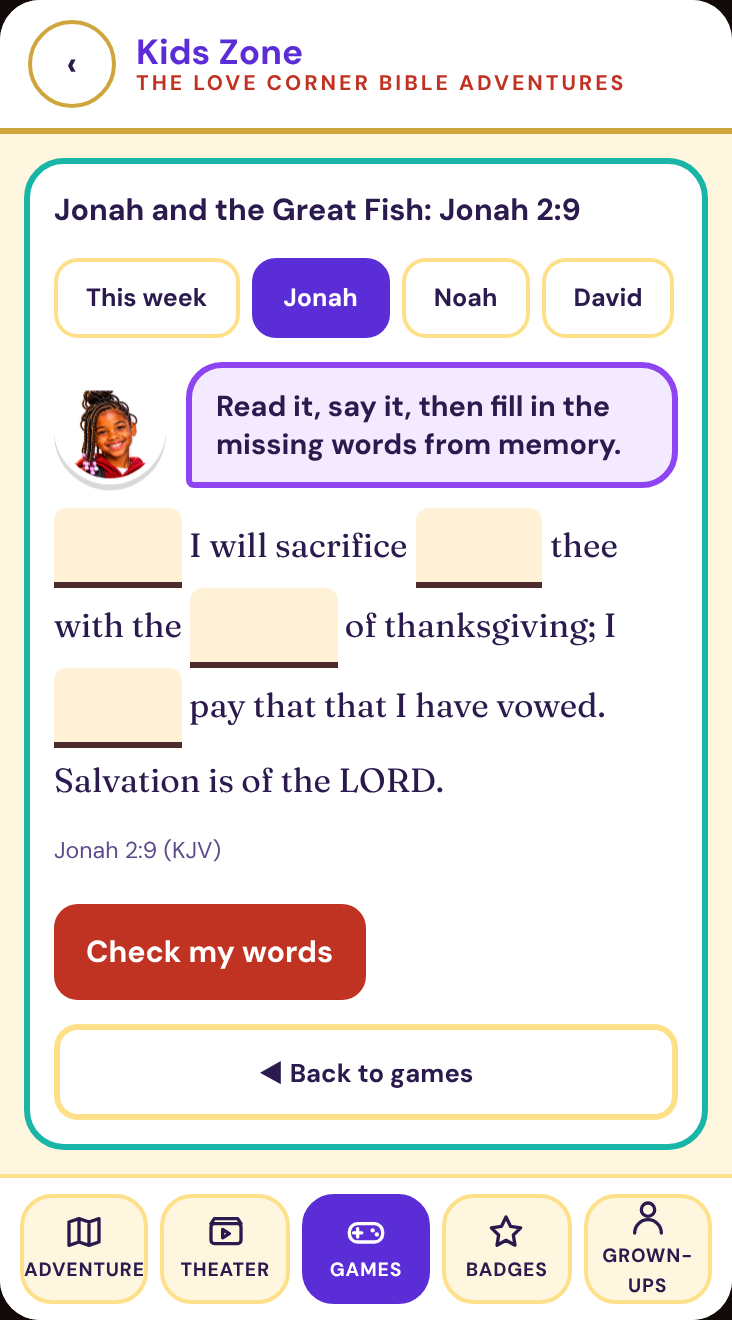 Kids Zone
THE LOVE CORNER BIBLE ADVENTURES
Jonah and the Great Fish: Jonah 2:9
This week Jonah Noah David
Read it, say it, then fill in the
missing words from memory.
I will sacrifice thee
with the of thanksgiving; I
pay that that I have vowed.
Salvation is of the LORD.
Jonah 2:9 (KJV)
Check my words
◀ Back to games
ADVENTURE THEATER GAMES BADGES GROWN-
UPS